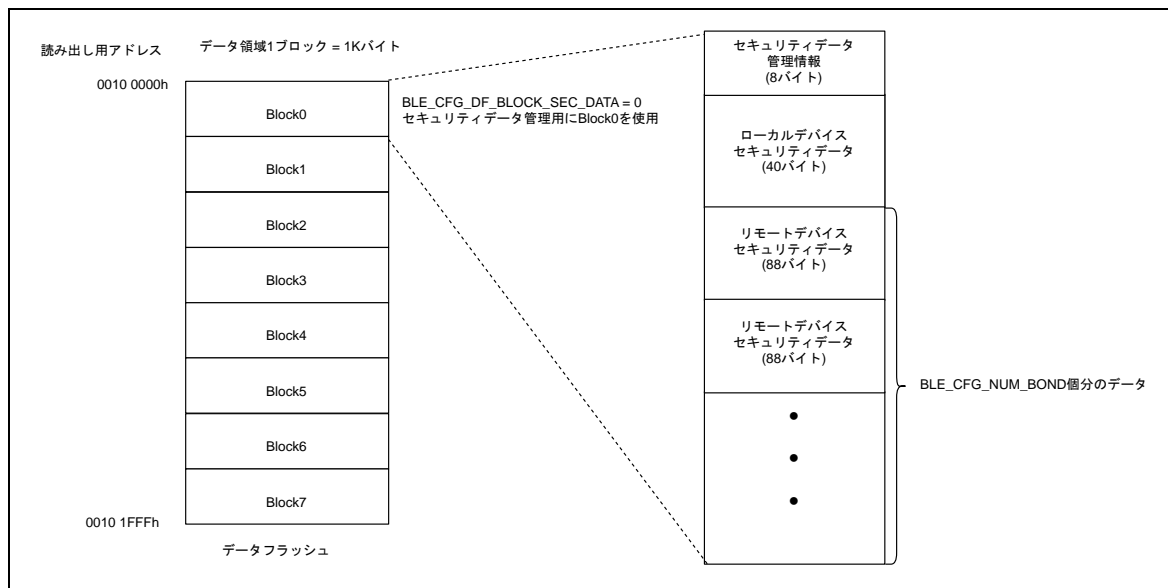 読み出し用アドレス
データ領域1ブロック = 1Kバイト
0010 0000h
Block0
Block1
Block2
Block3
Block4
Block5
Block6
Block7
0010 1FFFh
データフラッシュ
BLE_CFG_DF_BLOCK_SEC_DATA = 0
セキュリティデータ管理用にBlock0を使用
セキュリティデータ
管理情報
(8バイト)
ローカルデバイス
セキュリティデータ
(40バイト)
リモートデバイス
セキュリティデータ
(88バイト)
リモートデバイス
セキュリティデータ
(88バイト)
BLE_CFG_NUM_BOND個分のデータ